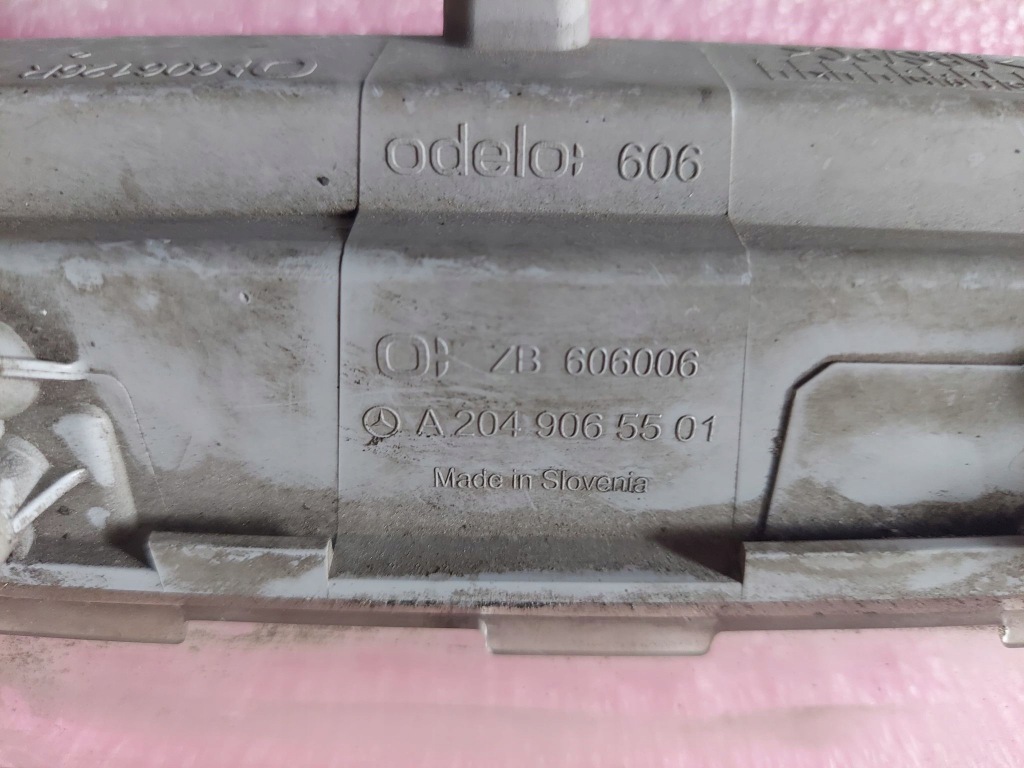 odelo 606
ZB 606006
A 204 906 55 01
Made in Slovenia